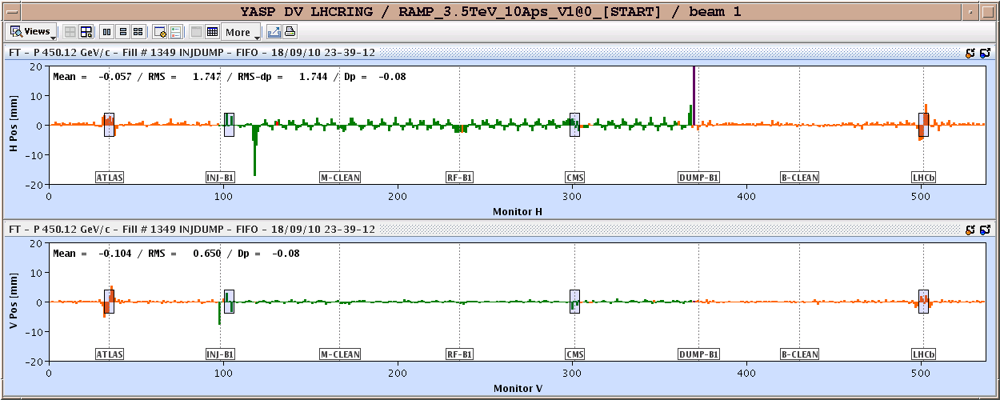 YASP DV LHCRING / RAMP_3.5TeV_10Aps_V1@0_[START] / beam 1
Views More
FT - P 450.12 GeV/c - Fill # 1349 INJDUMP - FIFO - 18/09/10 23-39-12
Mean = -0.057 / RMS = 1.747 / RMS-dp = 1.744 / Dp = -0.08
H Pos [mm]
20
10
0
-10
-20
ATLAS INJ-B1 M-CLEAN RF-B1 CMS DUMP-B1 B-CLEAN LHCb
0 100 200 300 400 500
Monitor H
FT - P 450.12 GeV/c - Fill # 1349 INJDUMP - FIFO - 18/09/10 23-39-12
Mean = -0.104 / RMS = 0.650 / Dp = -0.08
V Pos [mm]
20
10
0
-10
-20
ATLAS INJ-B1 M-CLEAN RF-B1 CMS DUMP-B1 B-CLEAN LHCb
0 100 200 300 400 500
Monitor V